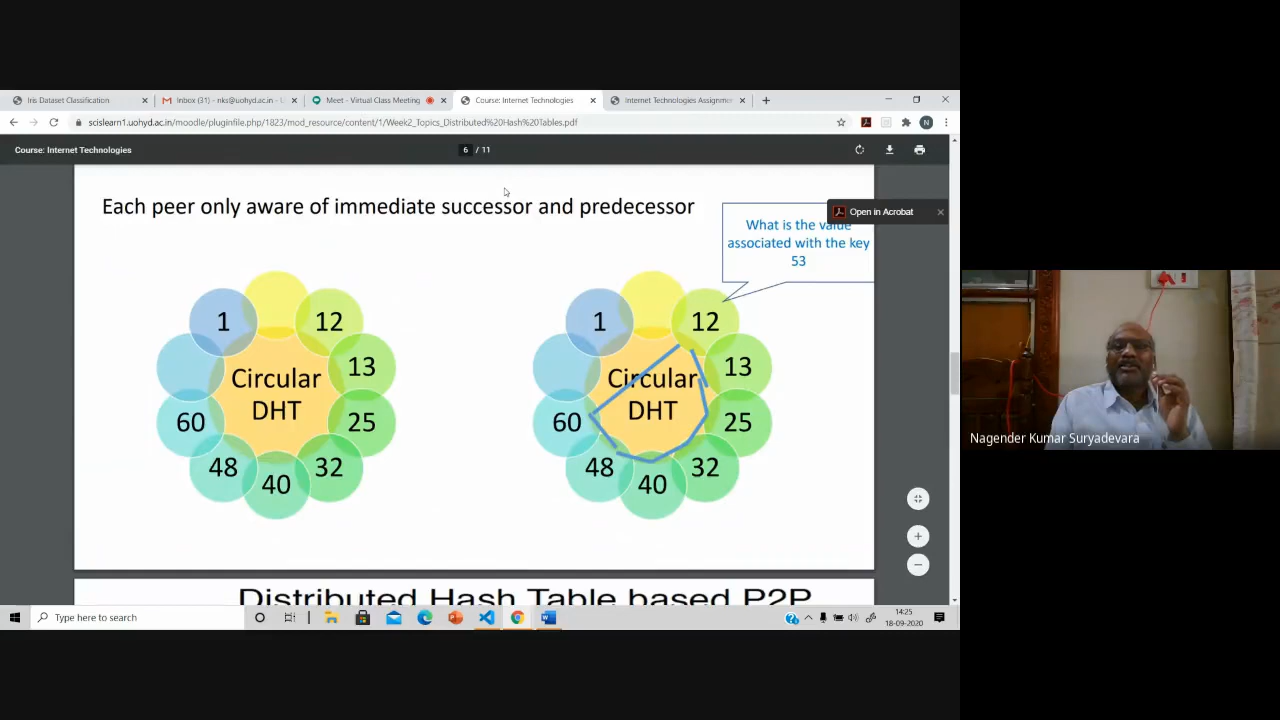 Iris Dataset Classification
Inbox (31) - nks@uohyd.ac.in - U
Meet - Virtual Class Meeting
Course: Internet Technologies
Internet Technologies Assignmen
scislearn1.uohyd.ac.in/moodle/pluginfile.php/1823/mod_resource/content/1/Week2_Topics_Distributed%20Hash%20Tables.pdf
N
Course: Internet Technologies
6 / 11
Each peer only aware of immediate successor and predecessor
Open in Acrobat
What is the value
associated with the key
53
1
12
13
25
32
40
48
60
Circular
DHT
1
12
13
25
32
40
48
60
Circular
DHT
Nagender Kumar Suryadevara
Distributed Hash Table based P2P
Type here to search
14:25
18-09-2020